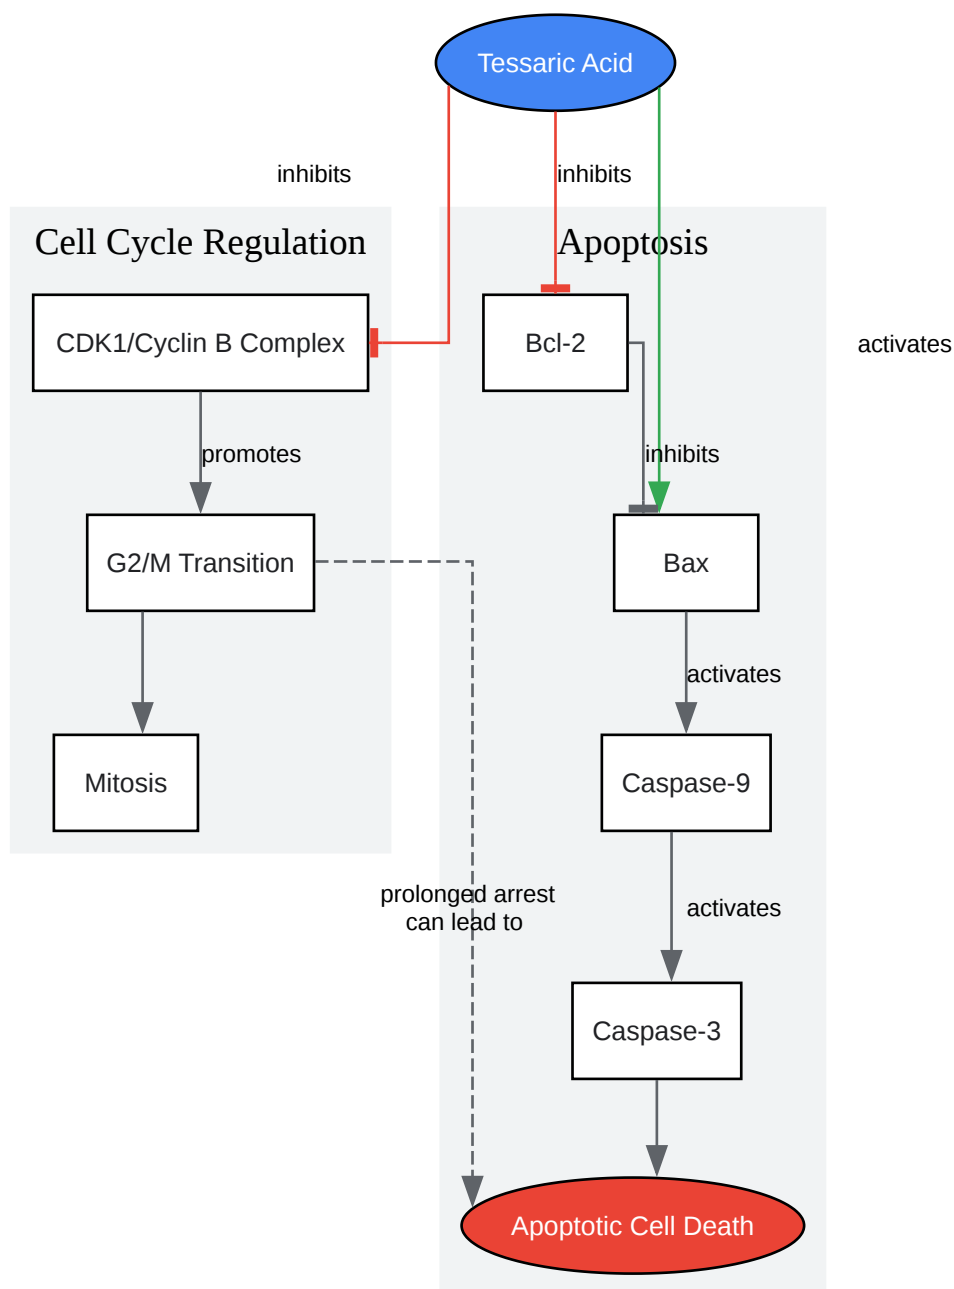 Tessaric Acid
inhibits
inhibits
Cell Cycle Regulation
Apoptosis
CDK1/Cyclin B Complex
Bcl-2
activates
promotes
inhibits
G2/M Transition
Bax
activates
Mitosis
Caspase-9
prolonged arrest
can lead to
activates
Caspase-3
Apoptotic Cell Death